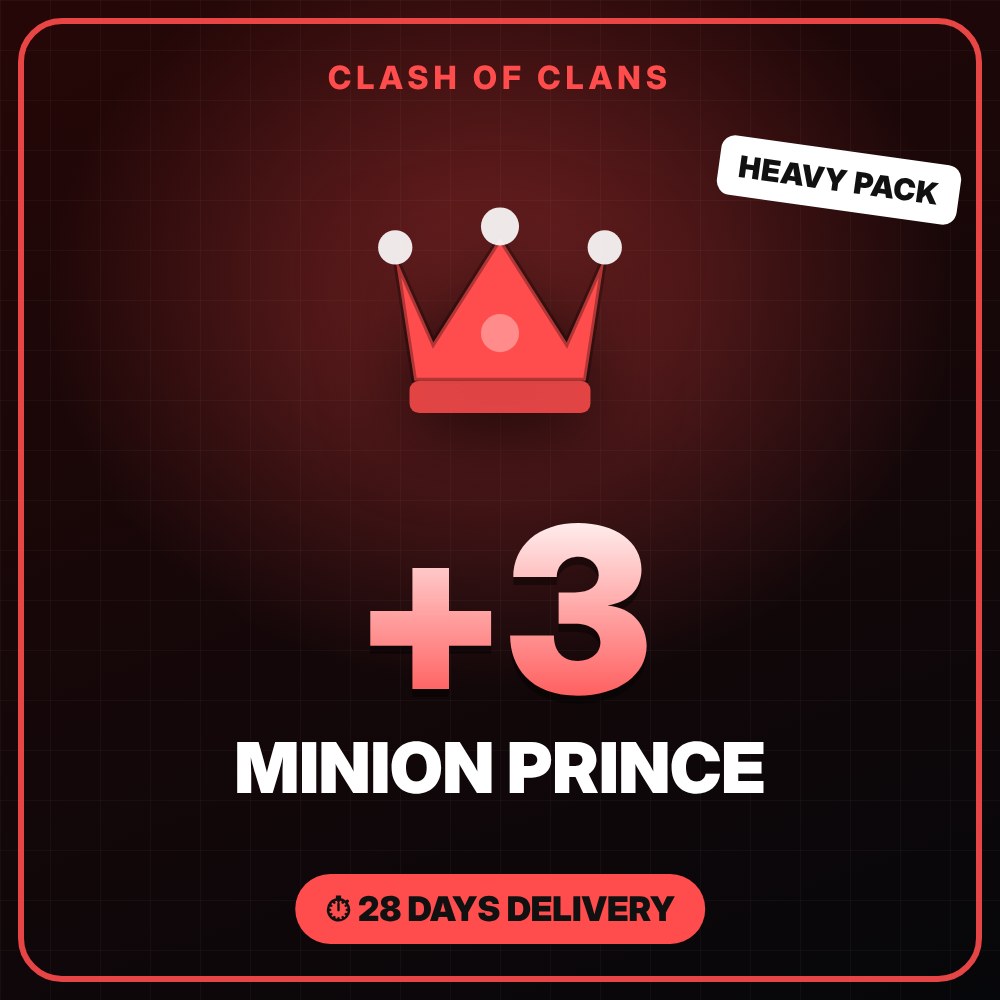 CLASH OF CLANS
HEAVY PACK
+3
MINION PRINCE
⏱ 28 DAYS DELIVERY